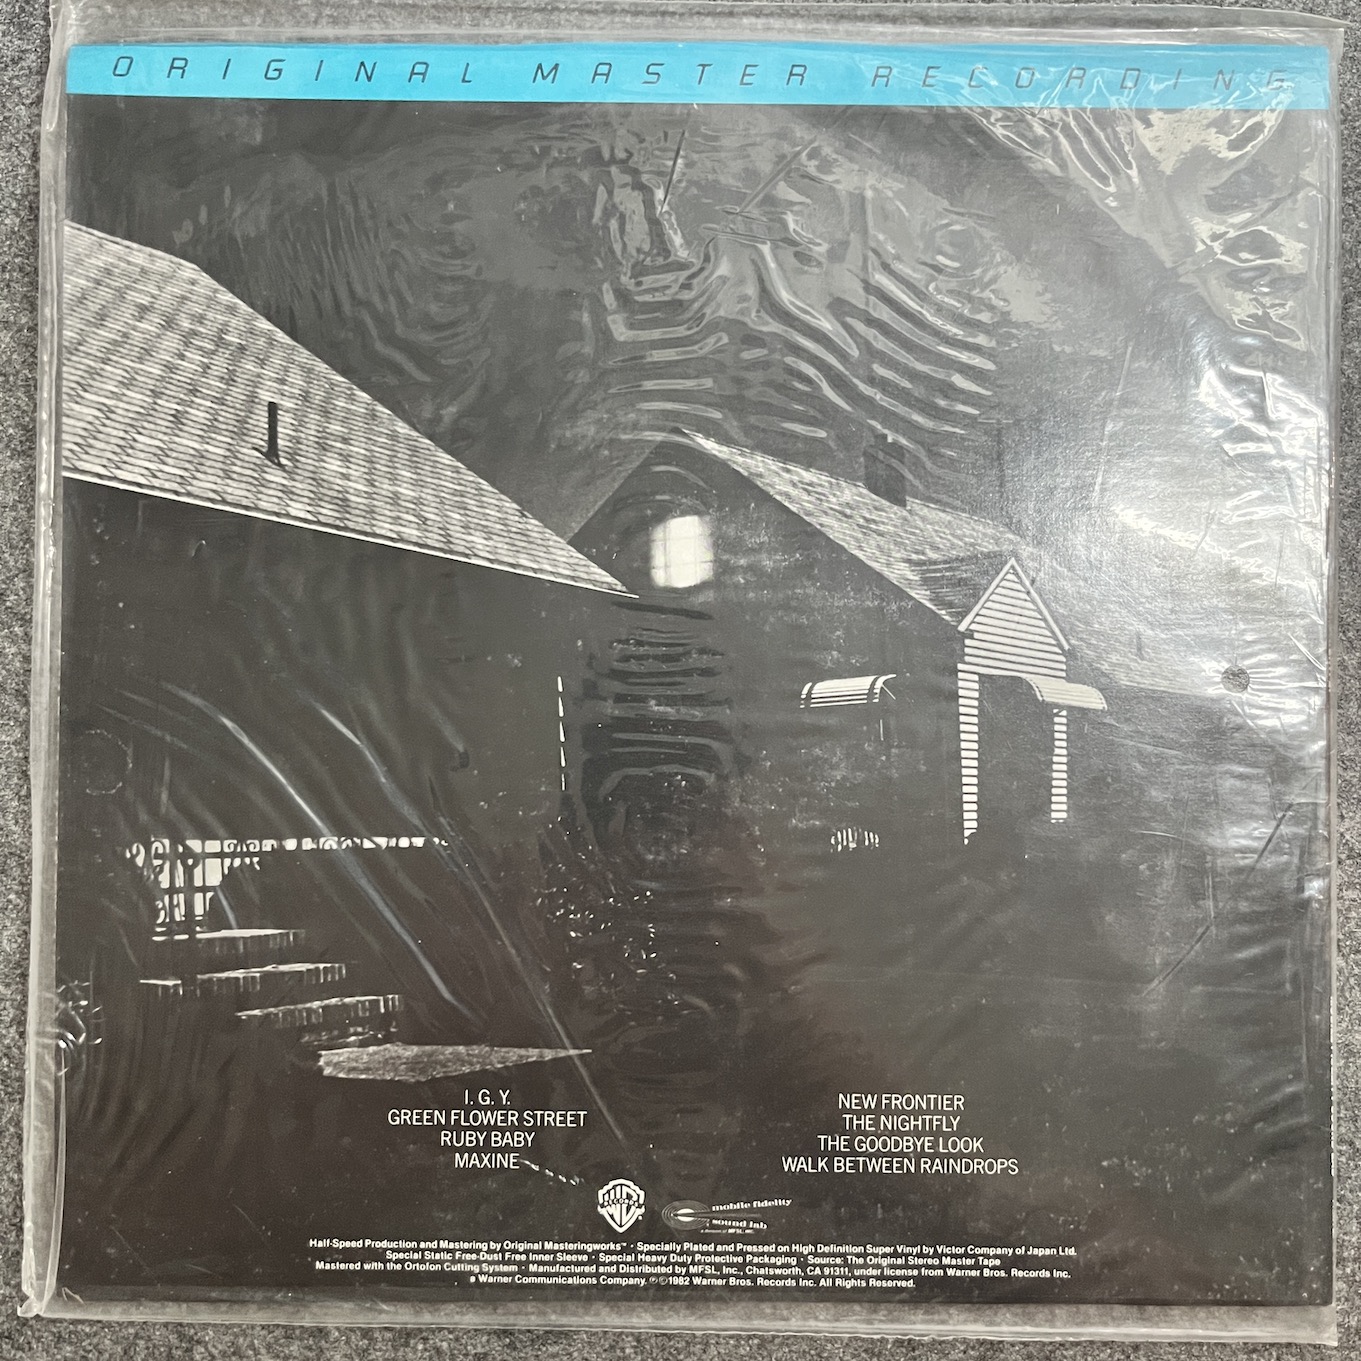 ORIGINAL MASTER RECORDING
I. G. Y.
GREEN FLOWER STREET
RUBY BABY
MAXINE
NEW FRONTIER
THE NIGHTFLY
THE GOODBYE LOOK
WALK BETWEEN RAINDROPS
RECORDS
mobile fidelity
sound lab
Half-Speed Production and Mastering by Original Masteringworks™ · Specially Plated and Pressed on High Definition Super Vinyl by Victor Company of Japan Ltd.
Special Static Free-Dust Free Inner Sleeve · Special Heavy Duty Protective Packaging · Source: The Original Stereo Master Tape
Mastered with the Ortofon Cutting System · Manufactured and Distributed by MFSL, Inc., Chatsworth, CA 91311, under license from Warner Bros. Records Inc.
a Warner Communications Company. ℗©1982 Warner Bros. Records Inc. All Rights Reserved.